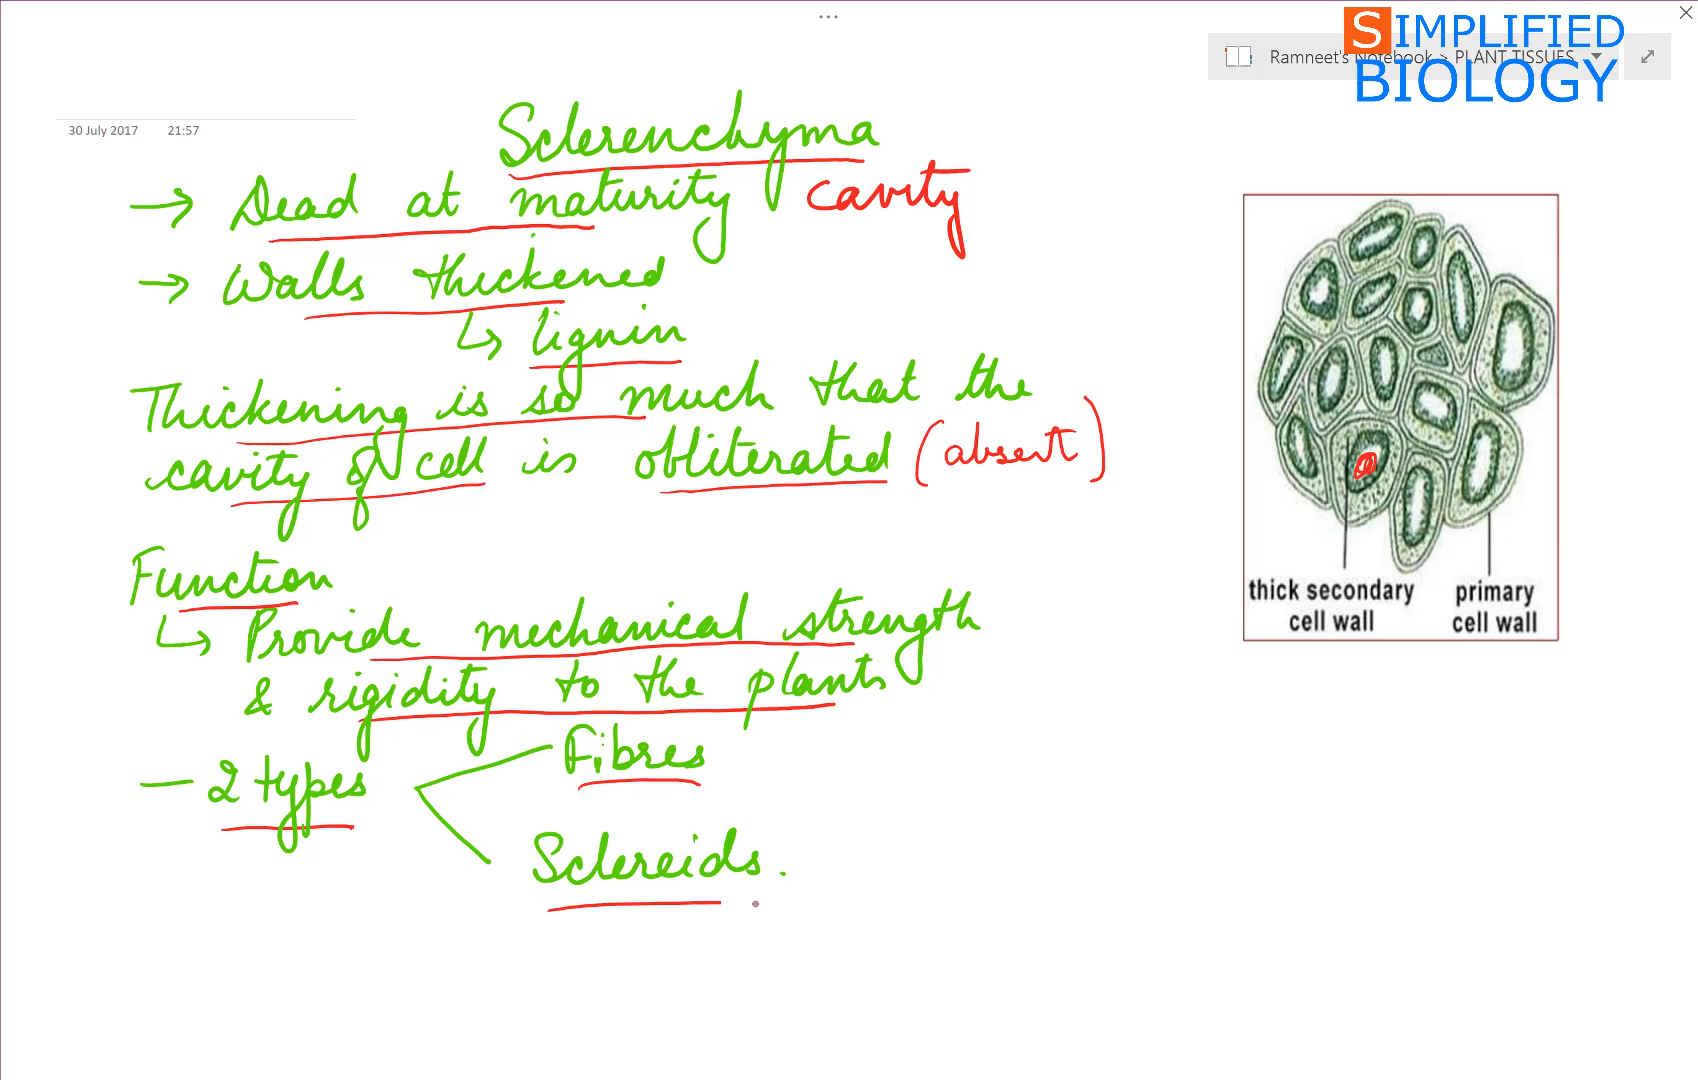 ...
SIMPLIFIED
Ramneet's Notebook > PLANT TISSUES
BIOLOGY
30 July 2017 21:57
Sclerenchyma
→ Dead at maturity cavity
→ Walls thickened
↳ lignin
Thickening is so much that the
cavity of cell is obliterated (absent)
Function
↳ Provide mechanical strength
& rigidity to the plants
– 2 types
Fibres
Sclereids.
thick secondary
cell wall
primary
cell wall